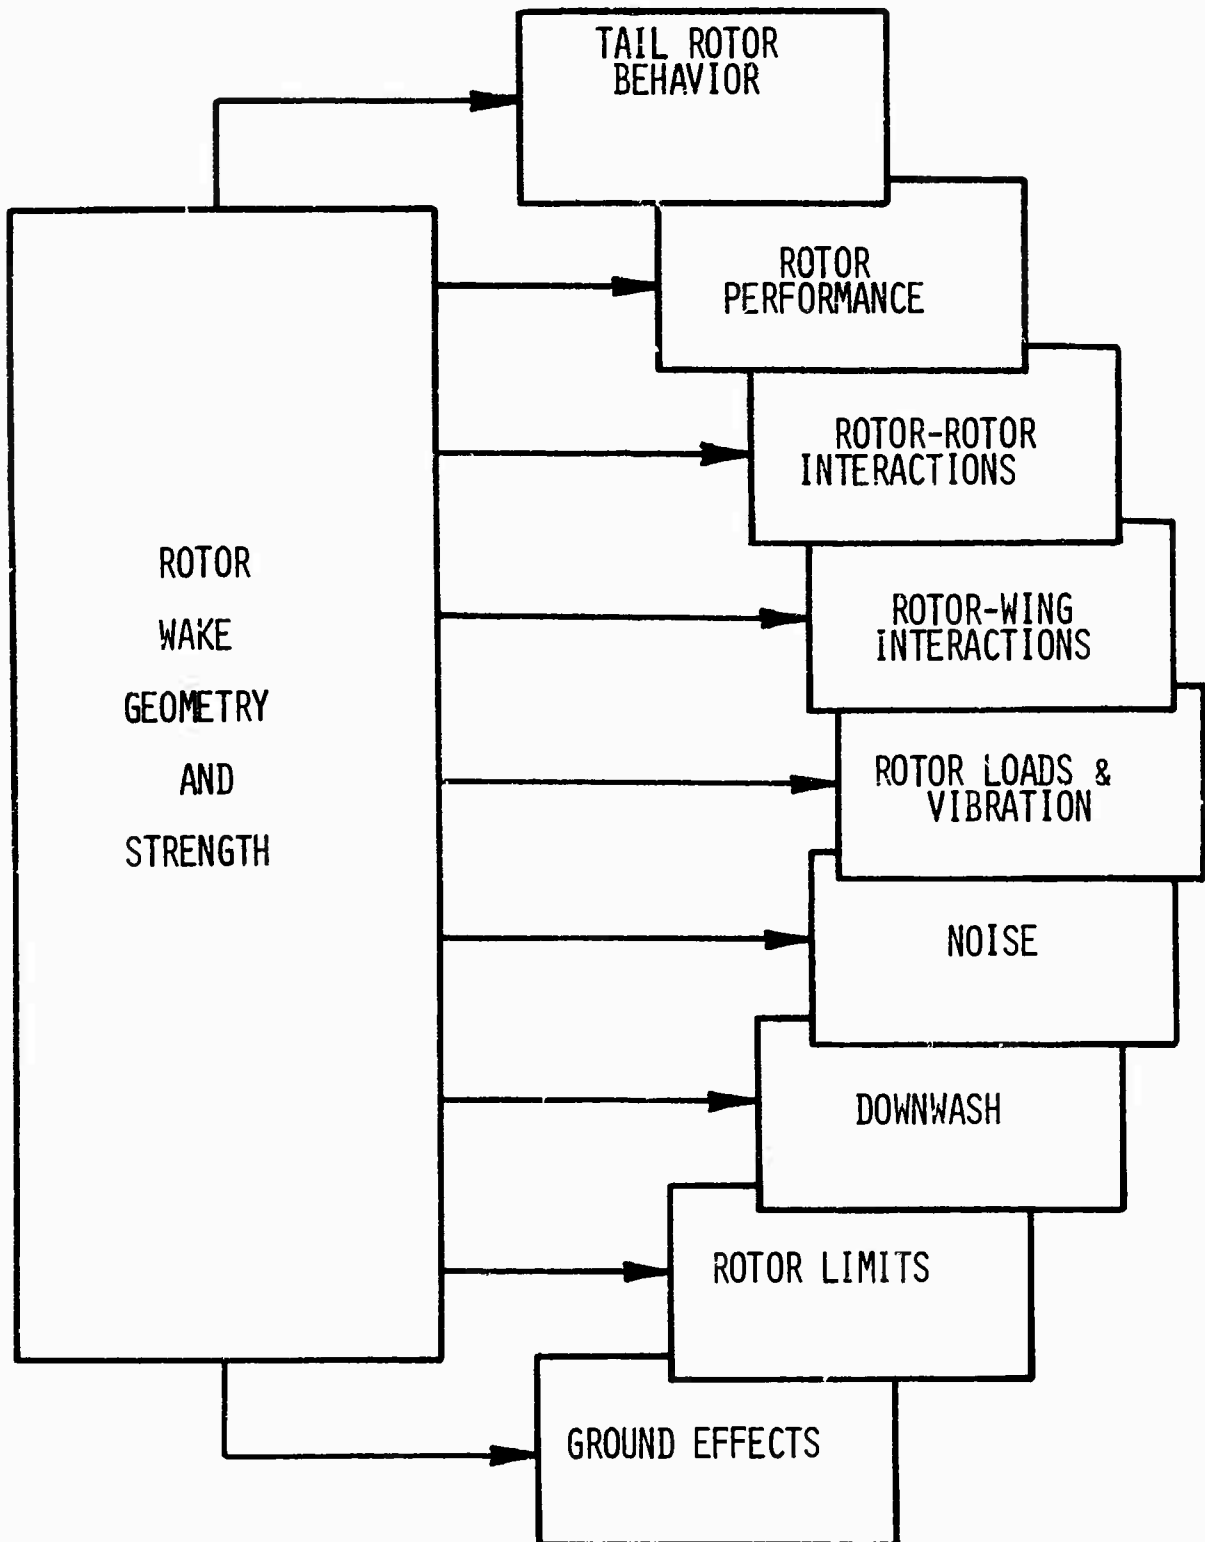 TAIL ROTOR
BEHAVIOR
ROTOR
PERFORMANCE
ROTOR-ROTOR
INTERACTIONS
ROTOR
WAKE
GEOMETRY
AND
STRENGTH
ROTOR-WING
INTERACTIONS
ROTOR LOADS &
VIBRATION
NOISE
DOWNWASH
ROTOR LIMITS
GROUND EFFECTS